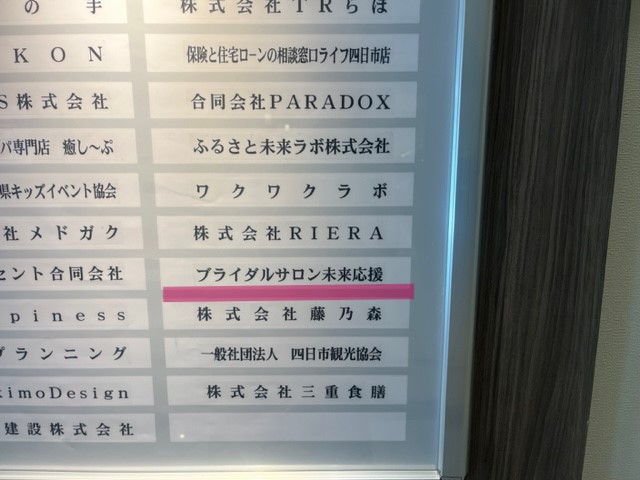 の手
KON
S株式会社
パ専門店 癒し～ぷ
県キッズイベント協会
社メドガク
セント合同会社
piness
プランニング
kimoDesign
建設株式会社
株式会社TRちほ
保険と住宅ローンの相談窓口ライフ四日市店
合同会社PARADOX
ふるさと未来ラボ株式会社
ワクワクラボ
株式会社RIERA
ブライダルサロン未来応援
株式会社藤乃森
一般社団法人 四日市観光協会
株式会社三重食膳